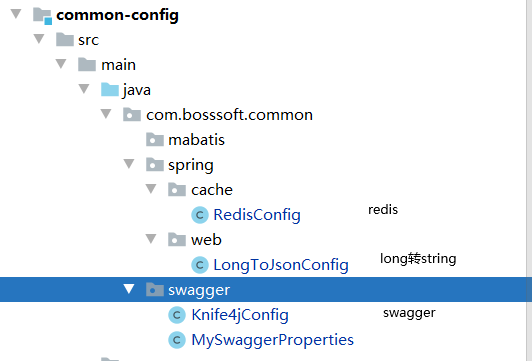 common-config
src
main
java
com.bosssoft.common
mabatis
spring
cache
RedisConfig redis
web
LongToJsonConfig long转string
swagger
Knife4jConfig swagger
MySwaggerProperties